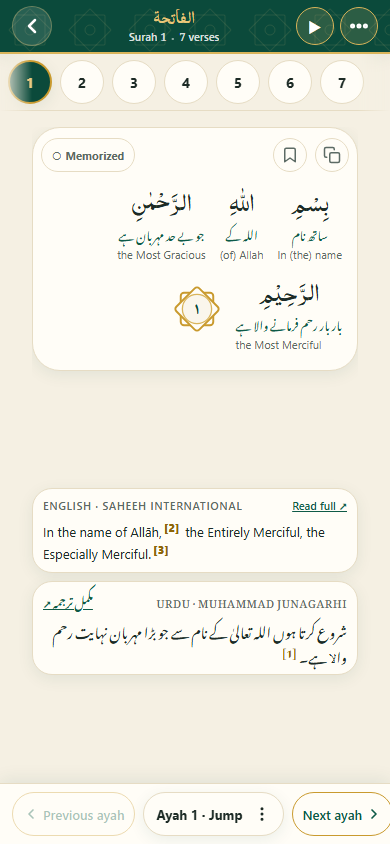 الفاتحة
Surah 1 · 7 verses
1 2 3 4 5 6 7
Memorized
بِسْمِ اللّٰهِ الرَّحْمٰنِ
ساتھ نام اللہ کے جو بے حد مہربان ہے
In (the) name (of) Allah the Most Gracious
الرَّحِيْمِ ١
بار بار رحم فرمانے والا ہے
the Most Merciful
ENGLISH · SAHEEH INTERNATIONAL Read full ↗
In the name of Allāh,[2] the Entirely Merciful, the
Especially Merciful.[3]
URDU · MUHAMMAD JUNAGARHI مکمل ترجمہ ↗
شروع کرتا ہوں اللہ تعالیٰ کے نام سے جو بڑا مہربان نہایت رحم
والا ہے۔ [1]
Previous ayah Ayah 1 · Jump Next ayah